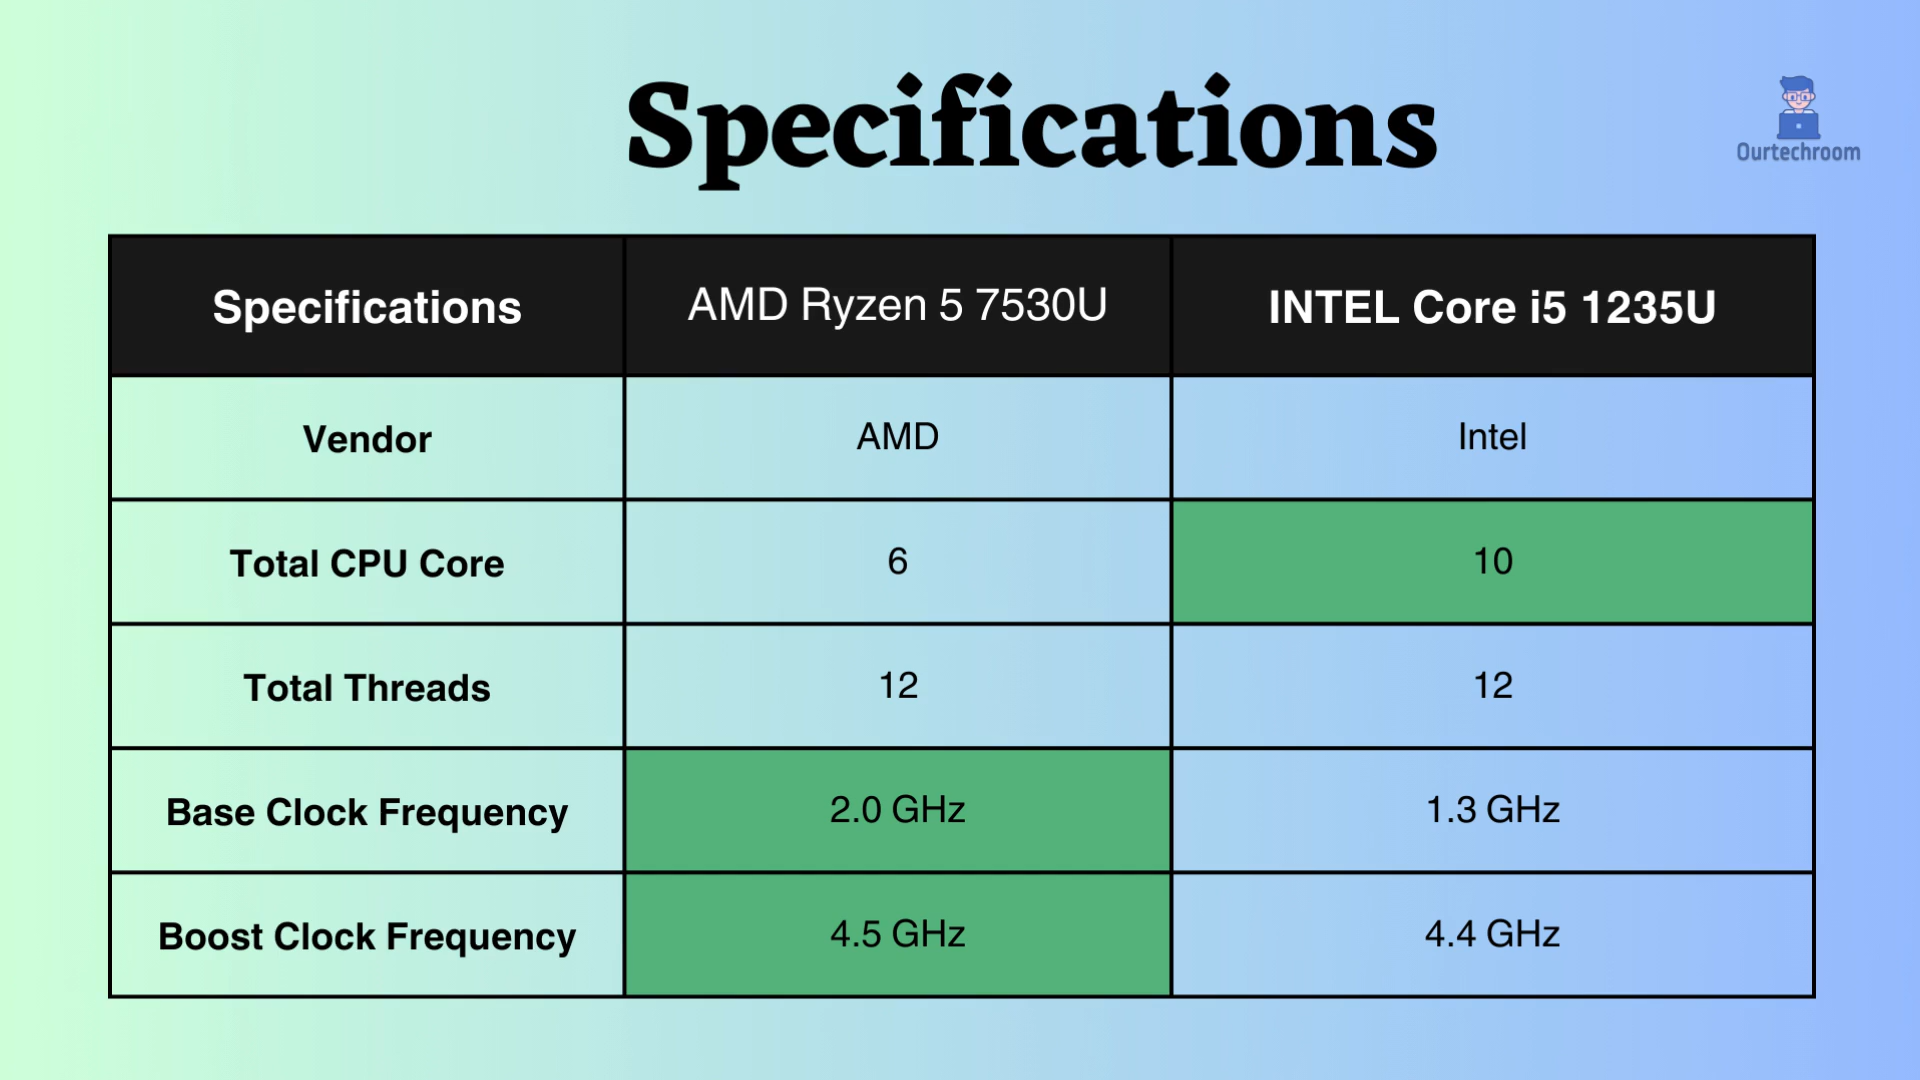 Specifications
Ourtechroom
Specifications AMD Ryzen 5 7530U INTEL Core i5 1235U
Vendor AMD Intel
Total CPU Core 6 10
Total Threads 12 12
Base Clock Frequency 2.0 GHz 1.3 GHz
Boost Clock Frequency 4.5 GHz 4.4 GHz